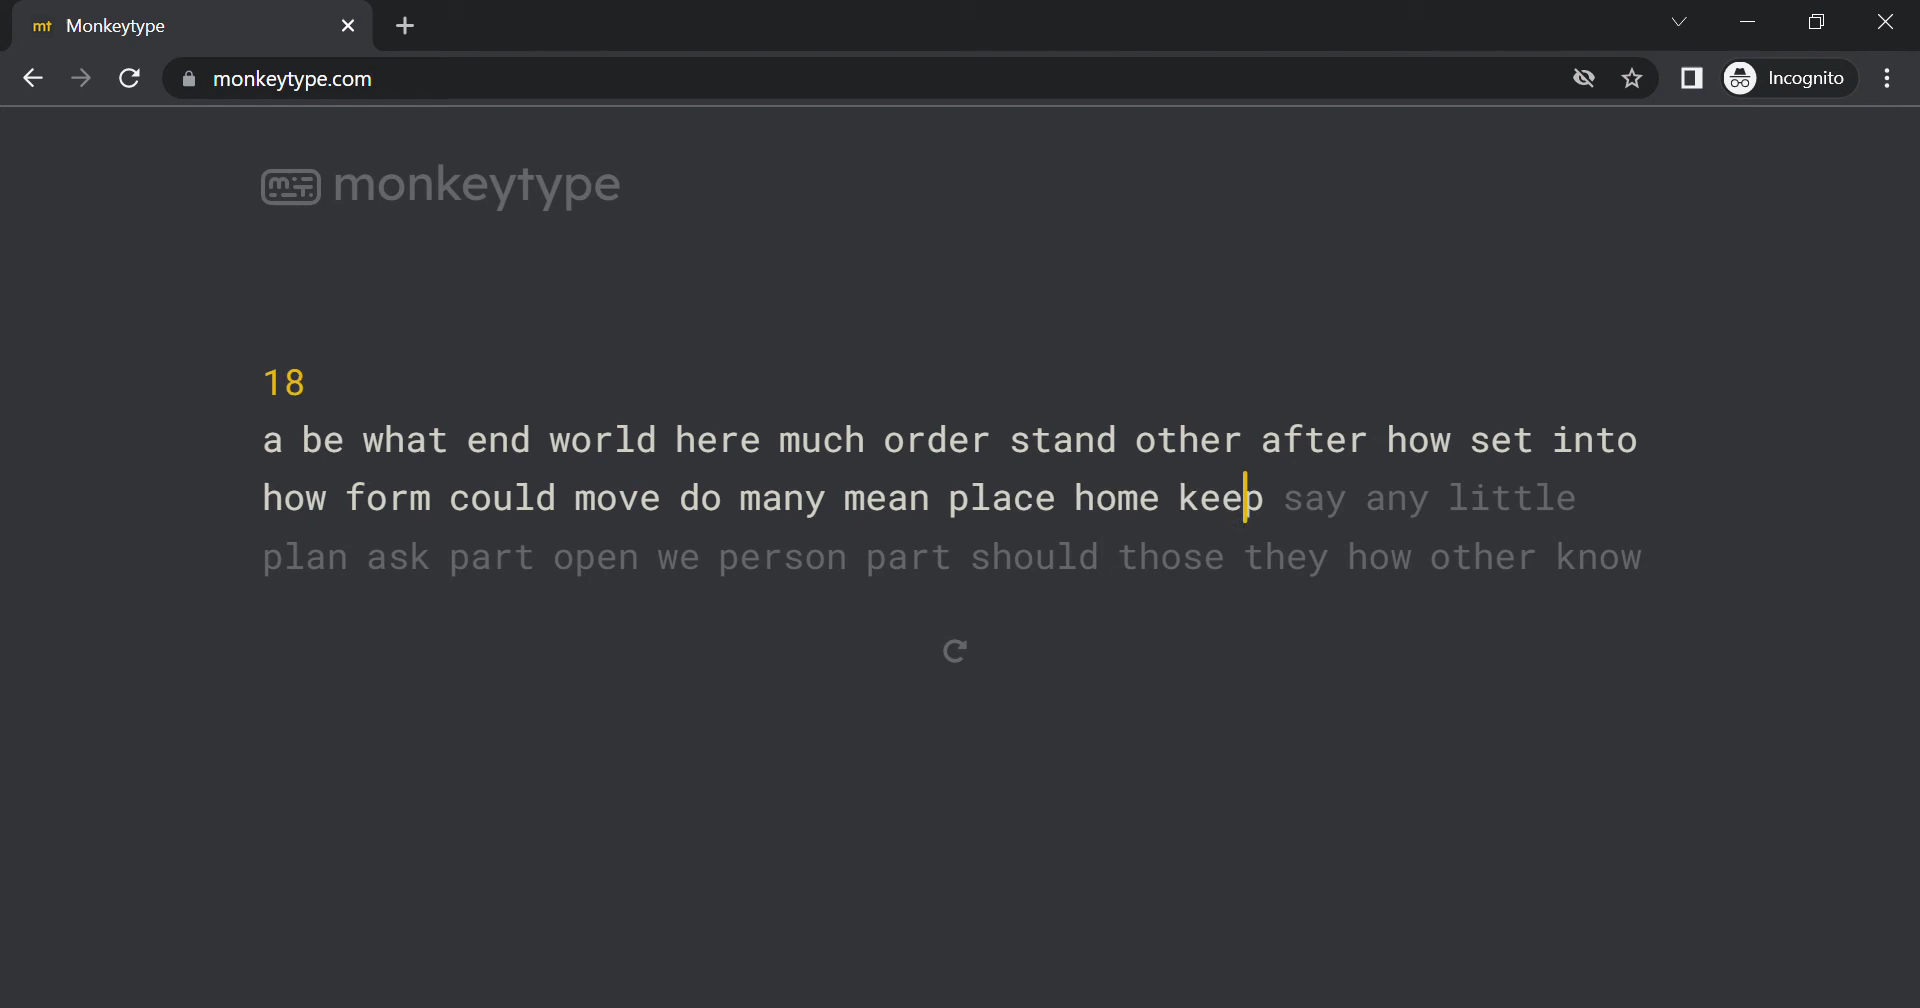 mt Monkeytype
monkeytype.com
Incognito
monkeytype
18
a be what end world here much order stand other after how set into
how form could move do many mean place home keep say any little
plan ask part open we person part should those they how other know